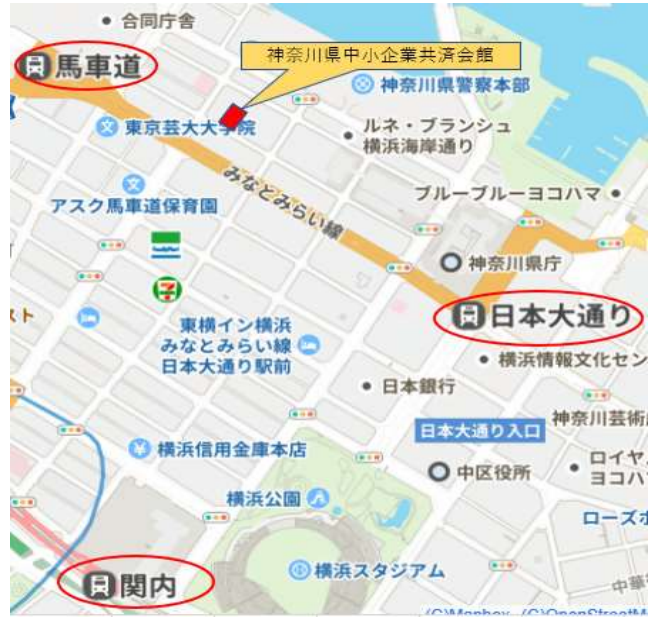 合同庁舎
馬車道
神奈川県中小企業共済会館
神奈川県警察本部
東京芸大大学院
ルネ・ブランシュ
横浜海岸通り
みなとみらい線
アスク馬車道保育園
ブルーブルーヨコハマ
FamilyMart
神奈川県庁
日本大通り
東横イン横浜
みなとみらい線
日本大通り駅前
スト
横浜情報文化セン
日本銀行
神奈川芸術
日本大通り入口
横浜信用金庫本店
中区役所
ロイヤ
ヨコハ
横浜公園
ローズホ
関内
横浜スタジアム
中華